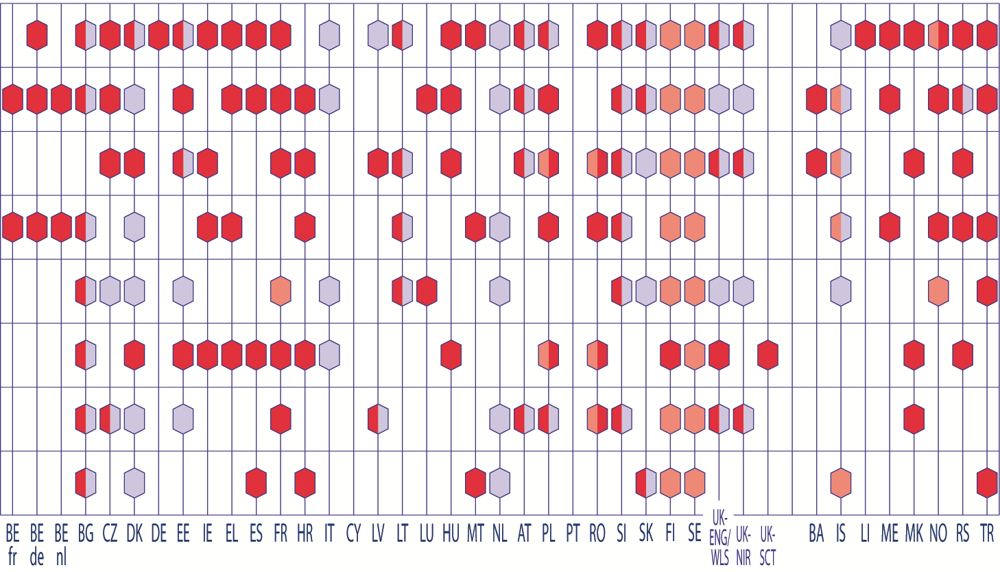 BE BE BE BG CZ DK DE EE IE EL ES FR HR IT CY LV LT LU HU MT NL AT PL PT RO SI SK FI SE UK-ENG/WLS UK-NIR UK-SCT BA IS LI ME MK NO RS TR
fr de nl